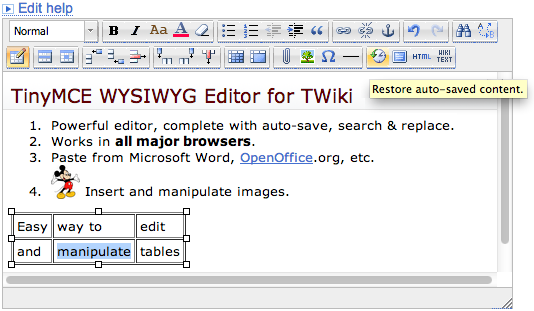 Edit help
Normal B I Aa A
HTML WIKI TEXT
Restore auto-saved content.
TinyMCE WYSIWYG Editor for TWiki
1. Powerful editor, complete with auto-save, search & replace.
2. Works in all major browsers.
3. Paste from Microsoft Word, OpenOffice.org, etc.
4. Insert and manipulate images.
Easy way to edit
and manipulate tables